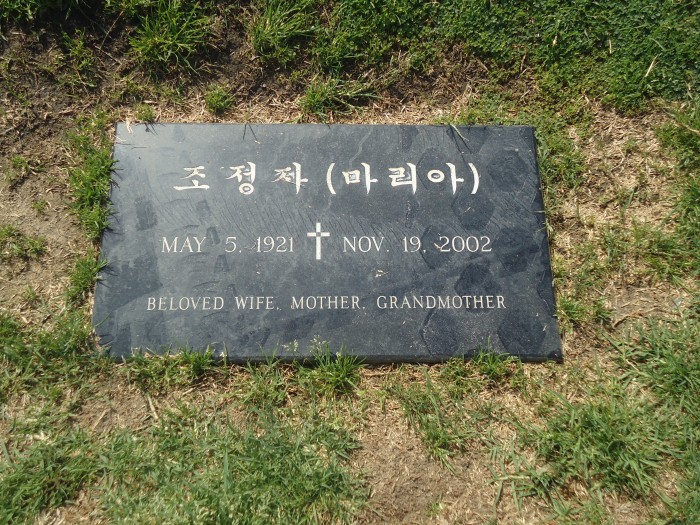 조정자 (마리아)
MAY 5, 1921 NOV. 19, 2002
BELOVED WIFE, MOTHER, GRANDMOTHER